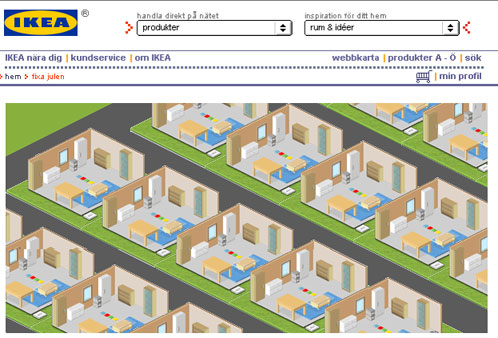 IKEA®
handla direkt på nätet
produkter
inspiration för ditt hem
rum & idéer
IKEA nära dig | kundservice | om IKEA
webbkarta | produkter A - Ö | sök
hem fixa julen
min profil